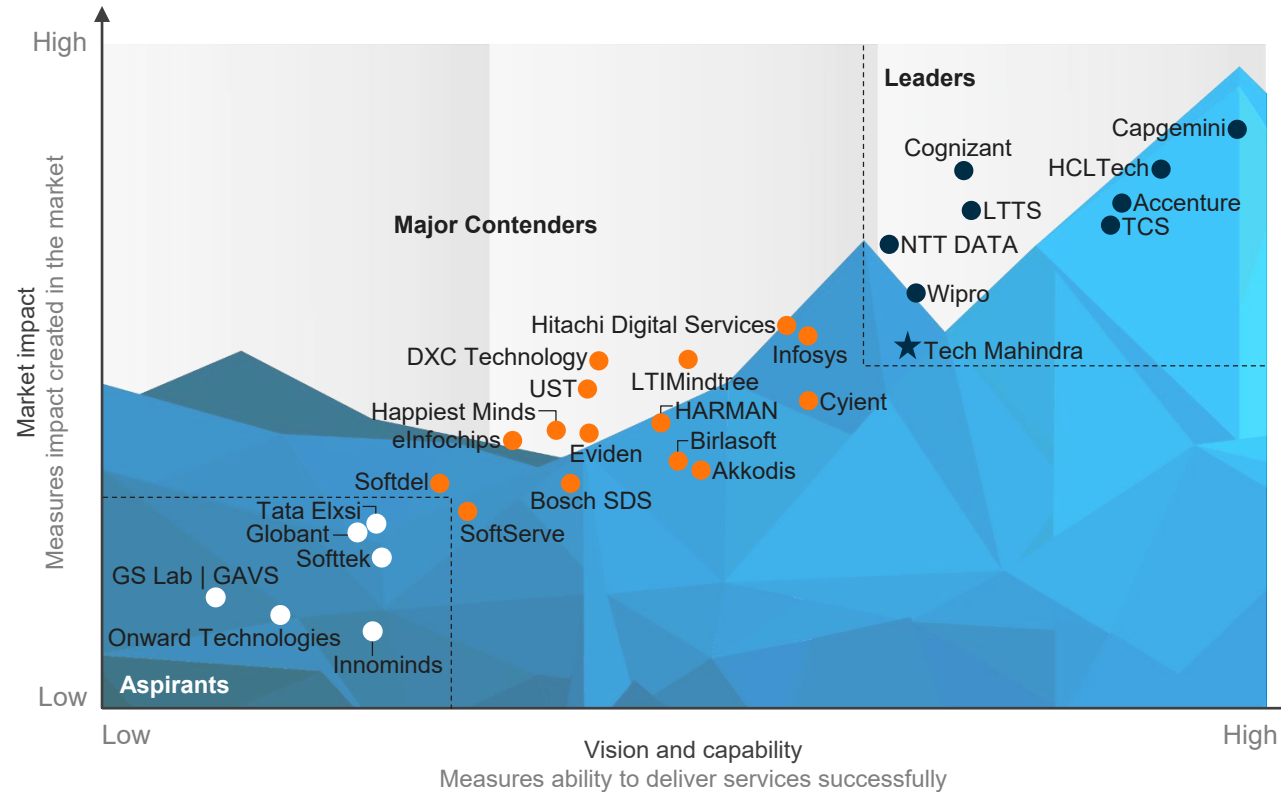 High
Leaders
Capgemini
Cognizant
HCLTech
Accenture
LTTS
TCS
Major Contenders
NTT DATA
Wipro
Hitachi Digital Services
Infosys
Tech Mahindra
DXC Technology
LTIMindtree
UST
Cyient
Happiest Minds
HARMAN
eInfochips
Birlasoft
Eviden
Akkodis
Softdel
Bosch SDS
Tata Elxsi
Globant
SoftServe
Softtek
GS Lab | GAVS
Onward Technologies
Innominds
Aspirants
Market impact
Measures impact created in the market
Low
Low
High
Vision and capability
Measures ability to deliver services successfully